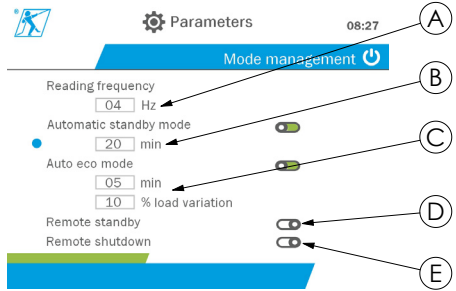 Parameters
08:27
Mode management
Reading frequency
04 Hz
Automatic standby mode
20 min
Auto eco mode
05 min
10 % load variation
Remote standby
Remote shutdown
A
B
C
D
E